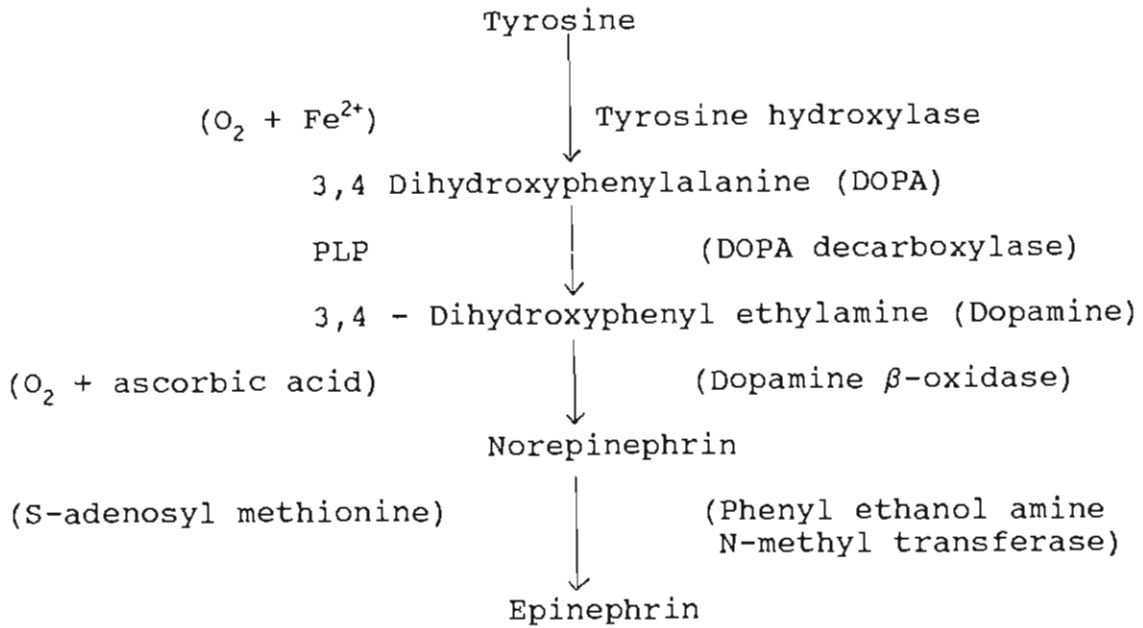 Tyrosine
(O₂ + Fe²⁺) Tyrosine hydroxylase
3,4 Dihydroxyphenylalanine (DOPA)
PLP (DOPA decarboxylase)
3,4 - Dihydroxyphenyl ethylamine (Dopamine)
(O₂ + ascorbic acid) (Dopamine β-oxidase)
Norepinephrin
(S-adenosyl methionine) (Phenyl ethanol amine
N-methyl transferase)
Epinephrin